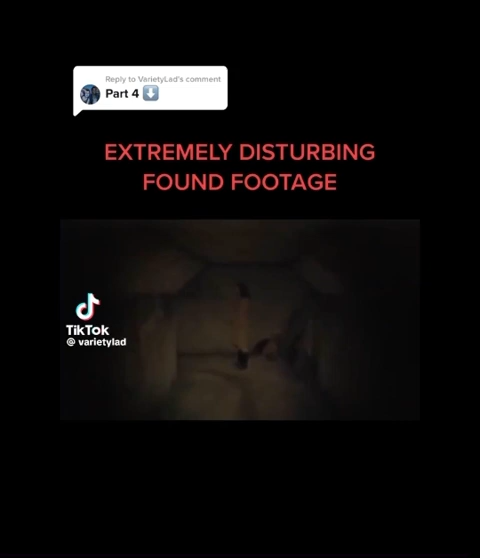 Reply to VarietyLad's comment
Part 4 ⬇️
EXTREMELY DISTURBING
FOUND FOOTAGE
TikTok
@ varietylad